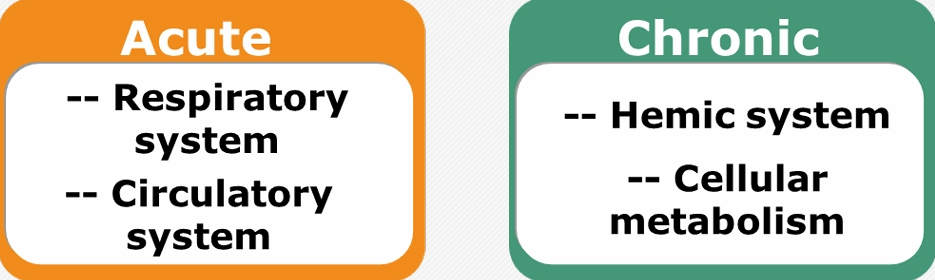 Acute
-- Respiratory
system
-- Circulatory
system
Chronic
-- Hemic system
-- Cellular
metabolism